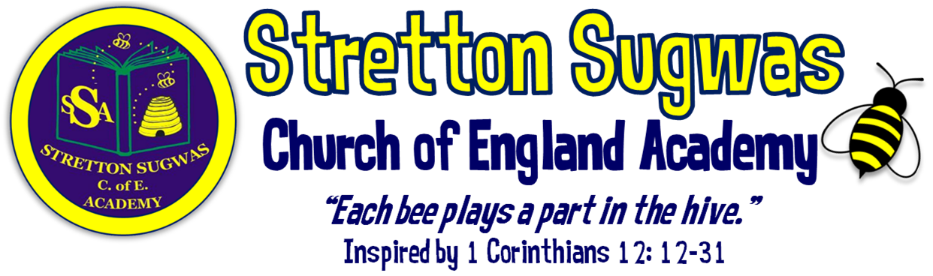 SSA
STRETTON SUGWAS
C. of E.
ACADEMY
Stretton Sugwas
Church of England Academy
“Each bee plays a part in the hive.”
Inspired by 1 Corinthians 12: 12-31